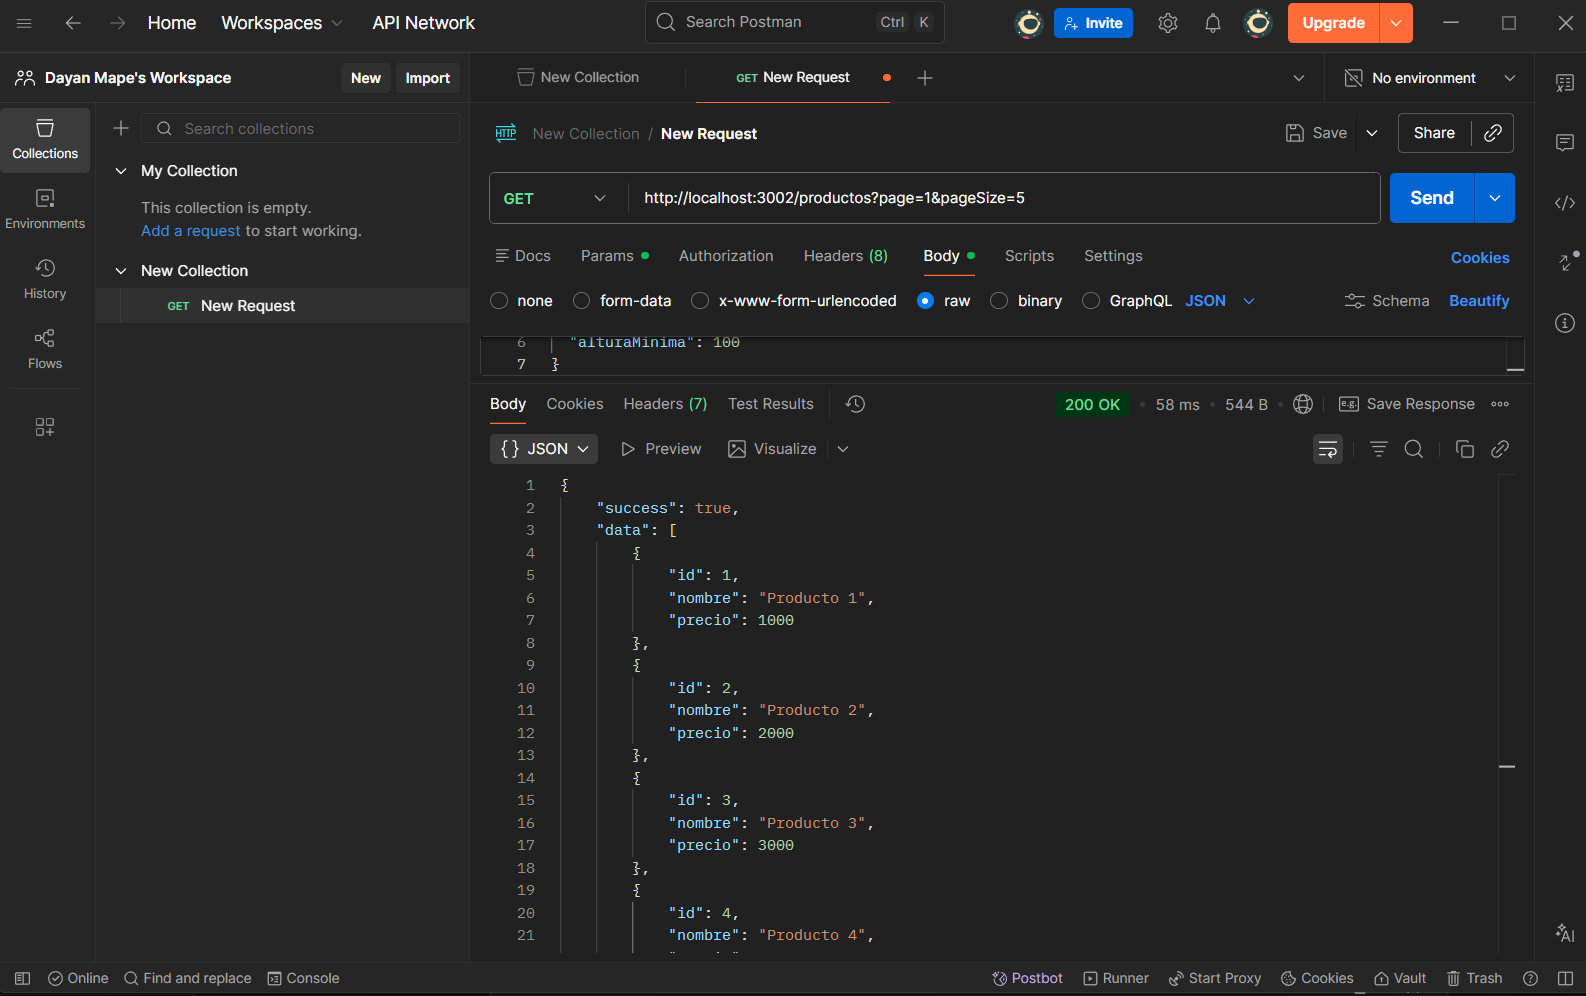 Home Workspaces API Network Search Postman Ctrl K Invite Upgrade
Dayan Mape's Workspace New Import New Collection GET New Request No environment
Collections
Environments
History
Flows
Search collections
My Collection
This collection is empty.
Add a request to start working.
New Collection
GET New Request
HTTP New Collection / New Request Save Share
GET http://localhost:3002/productos?page=1&pageSize=5 Send
Docs Params Authorization Headers (8) Body Scripts Settings Cookies
none form-data x-www-form-urlencoded raw binary GraphQL JSON Schema Beautify
6 "alturaMinima": 100
7 }
Body Cookies Headers (7) Test Results 200 OK 58 ms 544 B e.g. Save Response
{} JSON Preview Visualize
1 {
2 "success": true,
3 "data": [
4 {
5 "id": 1,
6 "nombre": "Producto 1",
7 "precio": 1000
8 },
9 {
10 "id": 2,
11 "nombre": "Producto 2",
12 "precio": 2000
13 },
14 {
15 "id": 3,
16 "nombre": "Producto 3",
17 "precio": 3000
18 },
19 {
20 "id": 4,
21 "nombre": "Producto 4",
AI
Online Find and replace Console Postbot Runner Start Proxy Cookies Vault Trash